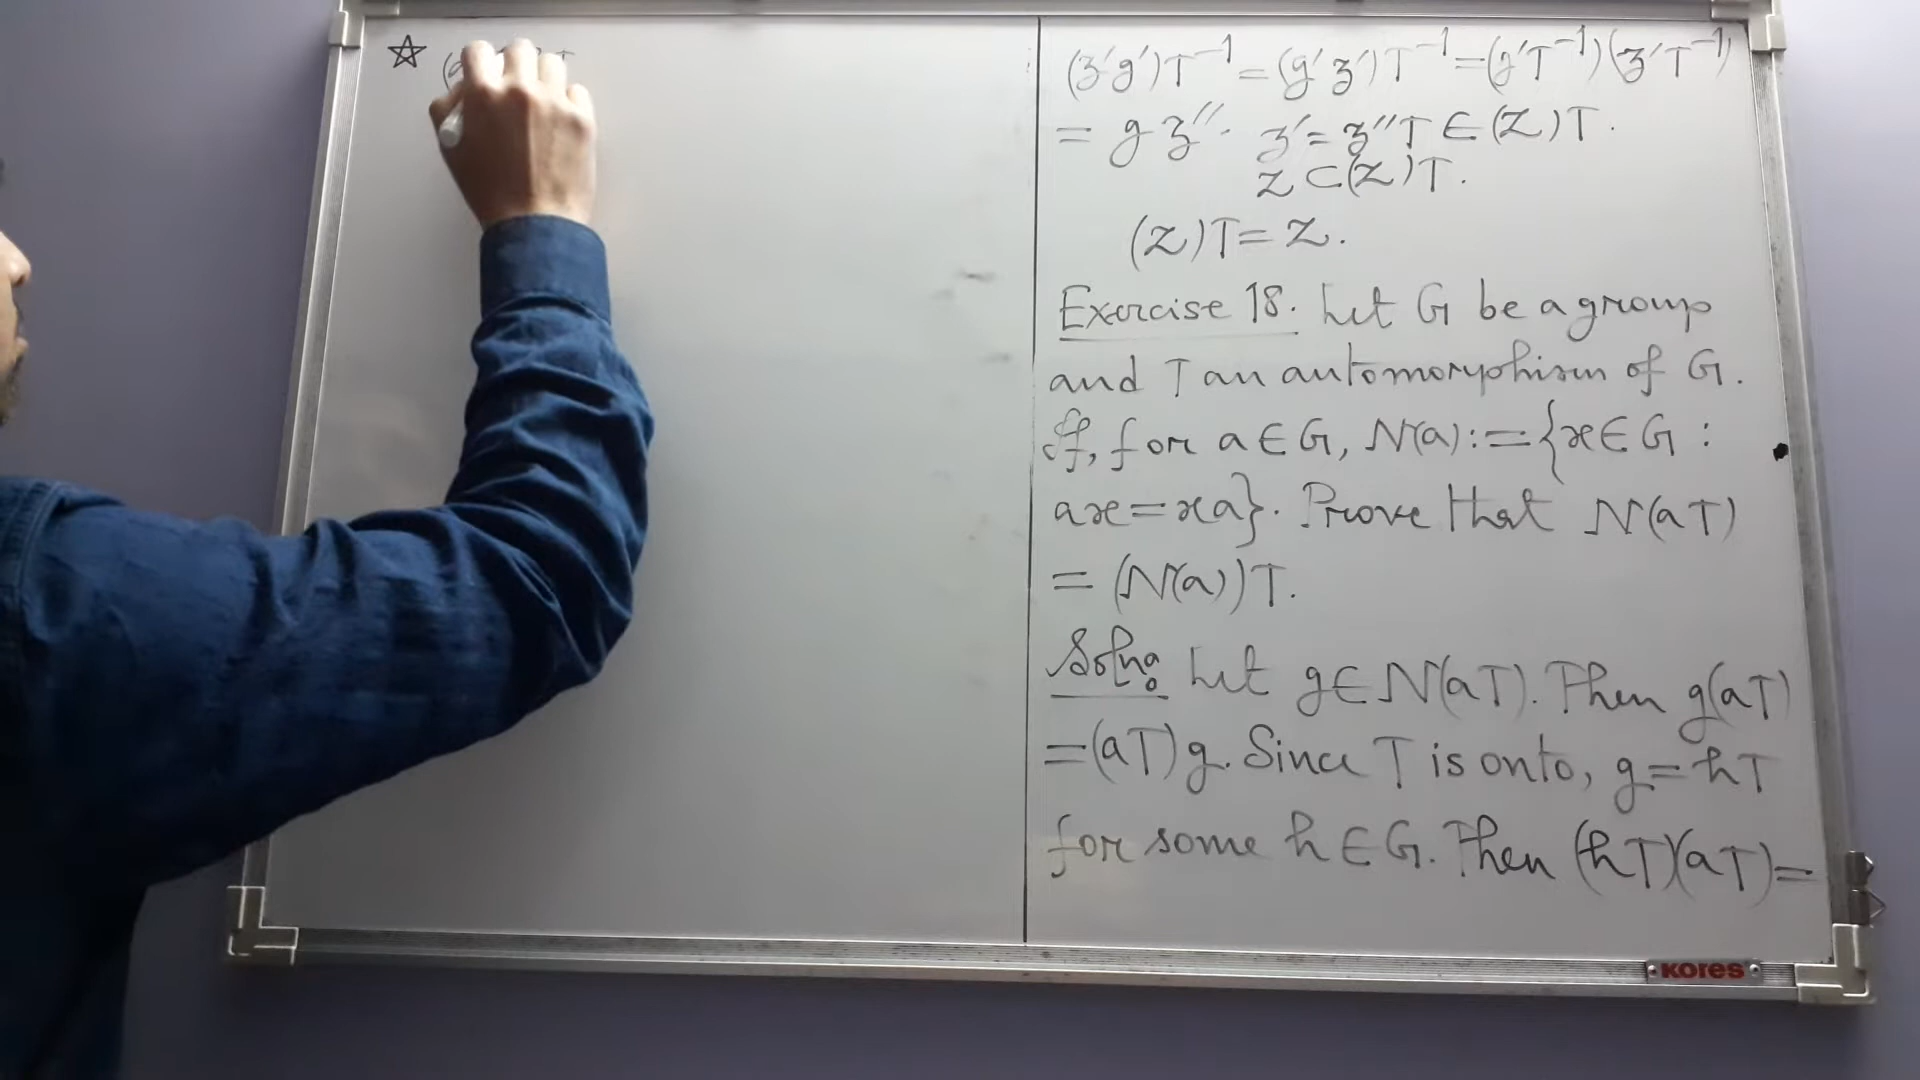 ☆ (
(z'g')T⁻¹ = (g'z')T⁻¹ = (g'T⁻¹)(z'T⁻¹)
= g z''. z' = z''T ∈ (Z)T.
Z ⊂ (Z)T.
(Z)T = Z.
Exercise 18. Let G be a group
and T an automorphism of G.
If, for a ∈ G, N(a) := {x ∈ G :
ax = xa}. Prove that N(aT)
= (N(a))T.
Soln: Let g ∈ N(aT). Then g(aT)
= (aT)g. Since T is onto, g = hT
for some h ∈ G. Then (hT)(aT) =
KORES